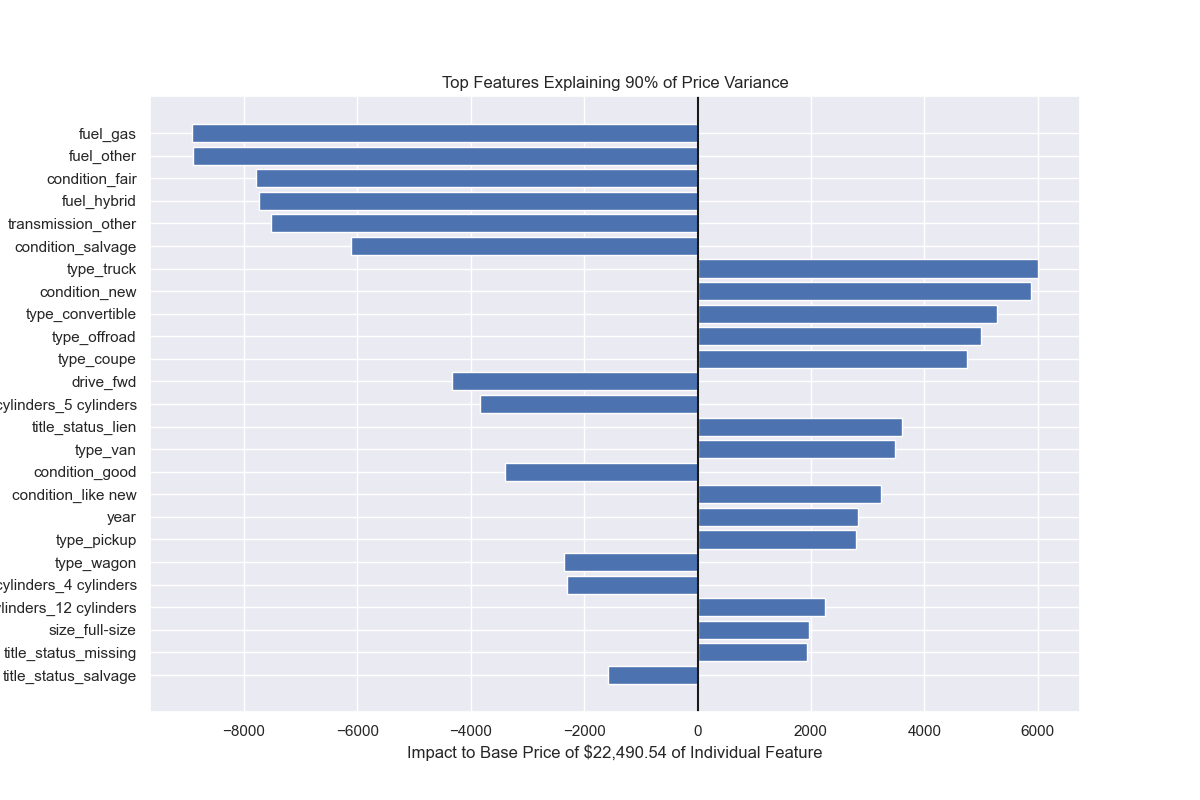 Top Features Explaining 90% of Price Variance
fuel_gas
fuel_other
condition_fair
fuel_hybrid
transmission_other
condition_salvage
type_truck
condition_new
type_convertible
type_offroad
type_coupe
drive_fwd
cylinders_5 cylinders
title_status_lien
type_van
condition_good
condition_like new
year
type_pickup
type_wagon
cylinders_4 cylinders
ylinders_12 cylinders
size_full-size
title_status_missing
title_status_salvage
−8000 −6000 −4000 −2000 0 2000 4000 6000
Impact to Base Price of $22,490.54 of Individual Feature